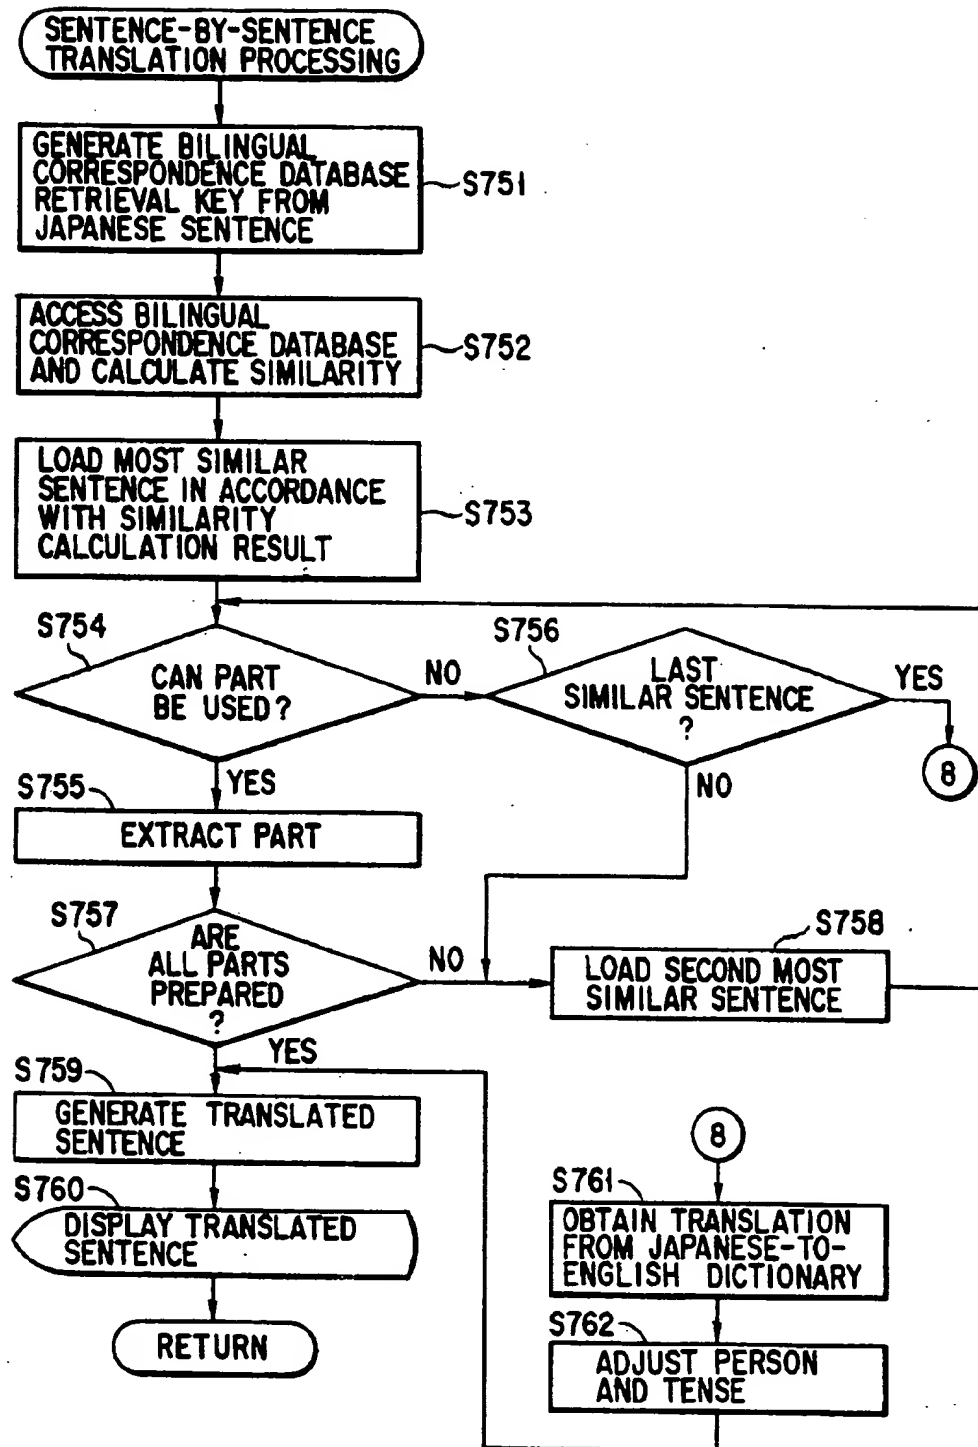 SENTENCE-BY-SENTENCE
TRANSLATION PROCESSING
GENERATE BILINGUAL
CORRESPONDENCE DATABASE
RETRIEVAL KEY FROM
JAPANESE SENTENCE
S751
ACCESS BILINGUAL
CORRESPONDENCE DATABASE
AND CALCULATE SIMILARITY
S752
LOAD MOST SIMILAR
SENTENCE IN ACCORDANCE
WITH SIMILARITY
CALCULATION RESULT
S753
S754
CAN PART
BE USED?
NO
YES
S756
LAST
SIMILAR SENTENCE
?
YES
8
NO
S755
EXTRACT PART
S757
ARE
ALL PARTS
PREPARED
?
NO
YES
S758
LOAD SECOND MOST
SIMILAR SENTENCE
S759
GENERATE TRANSLATED
SENTENCE
S760
DISPLAY TRANSLATED
SENTENCE
RETURN
8
S761
OBTAIN TRANSLATION
FROM JAPANESE-TO-
ENGLISH DICTIONARY
S762
ADJUST PERSON
AND TENSE